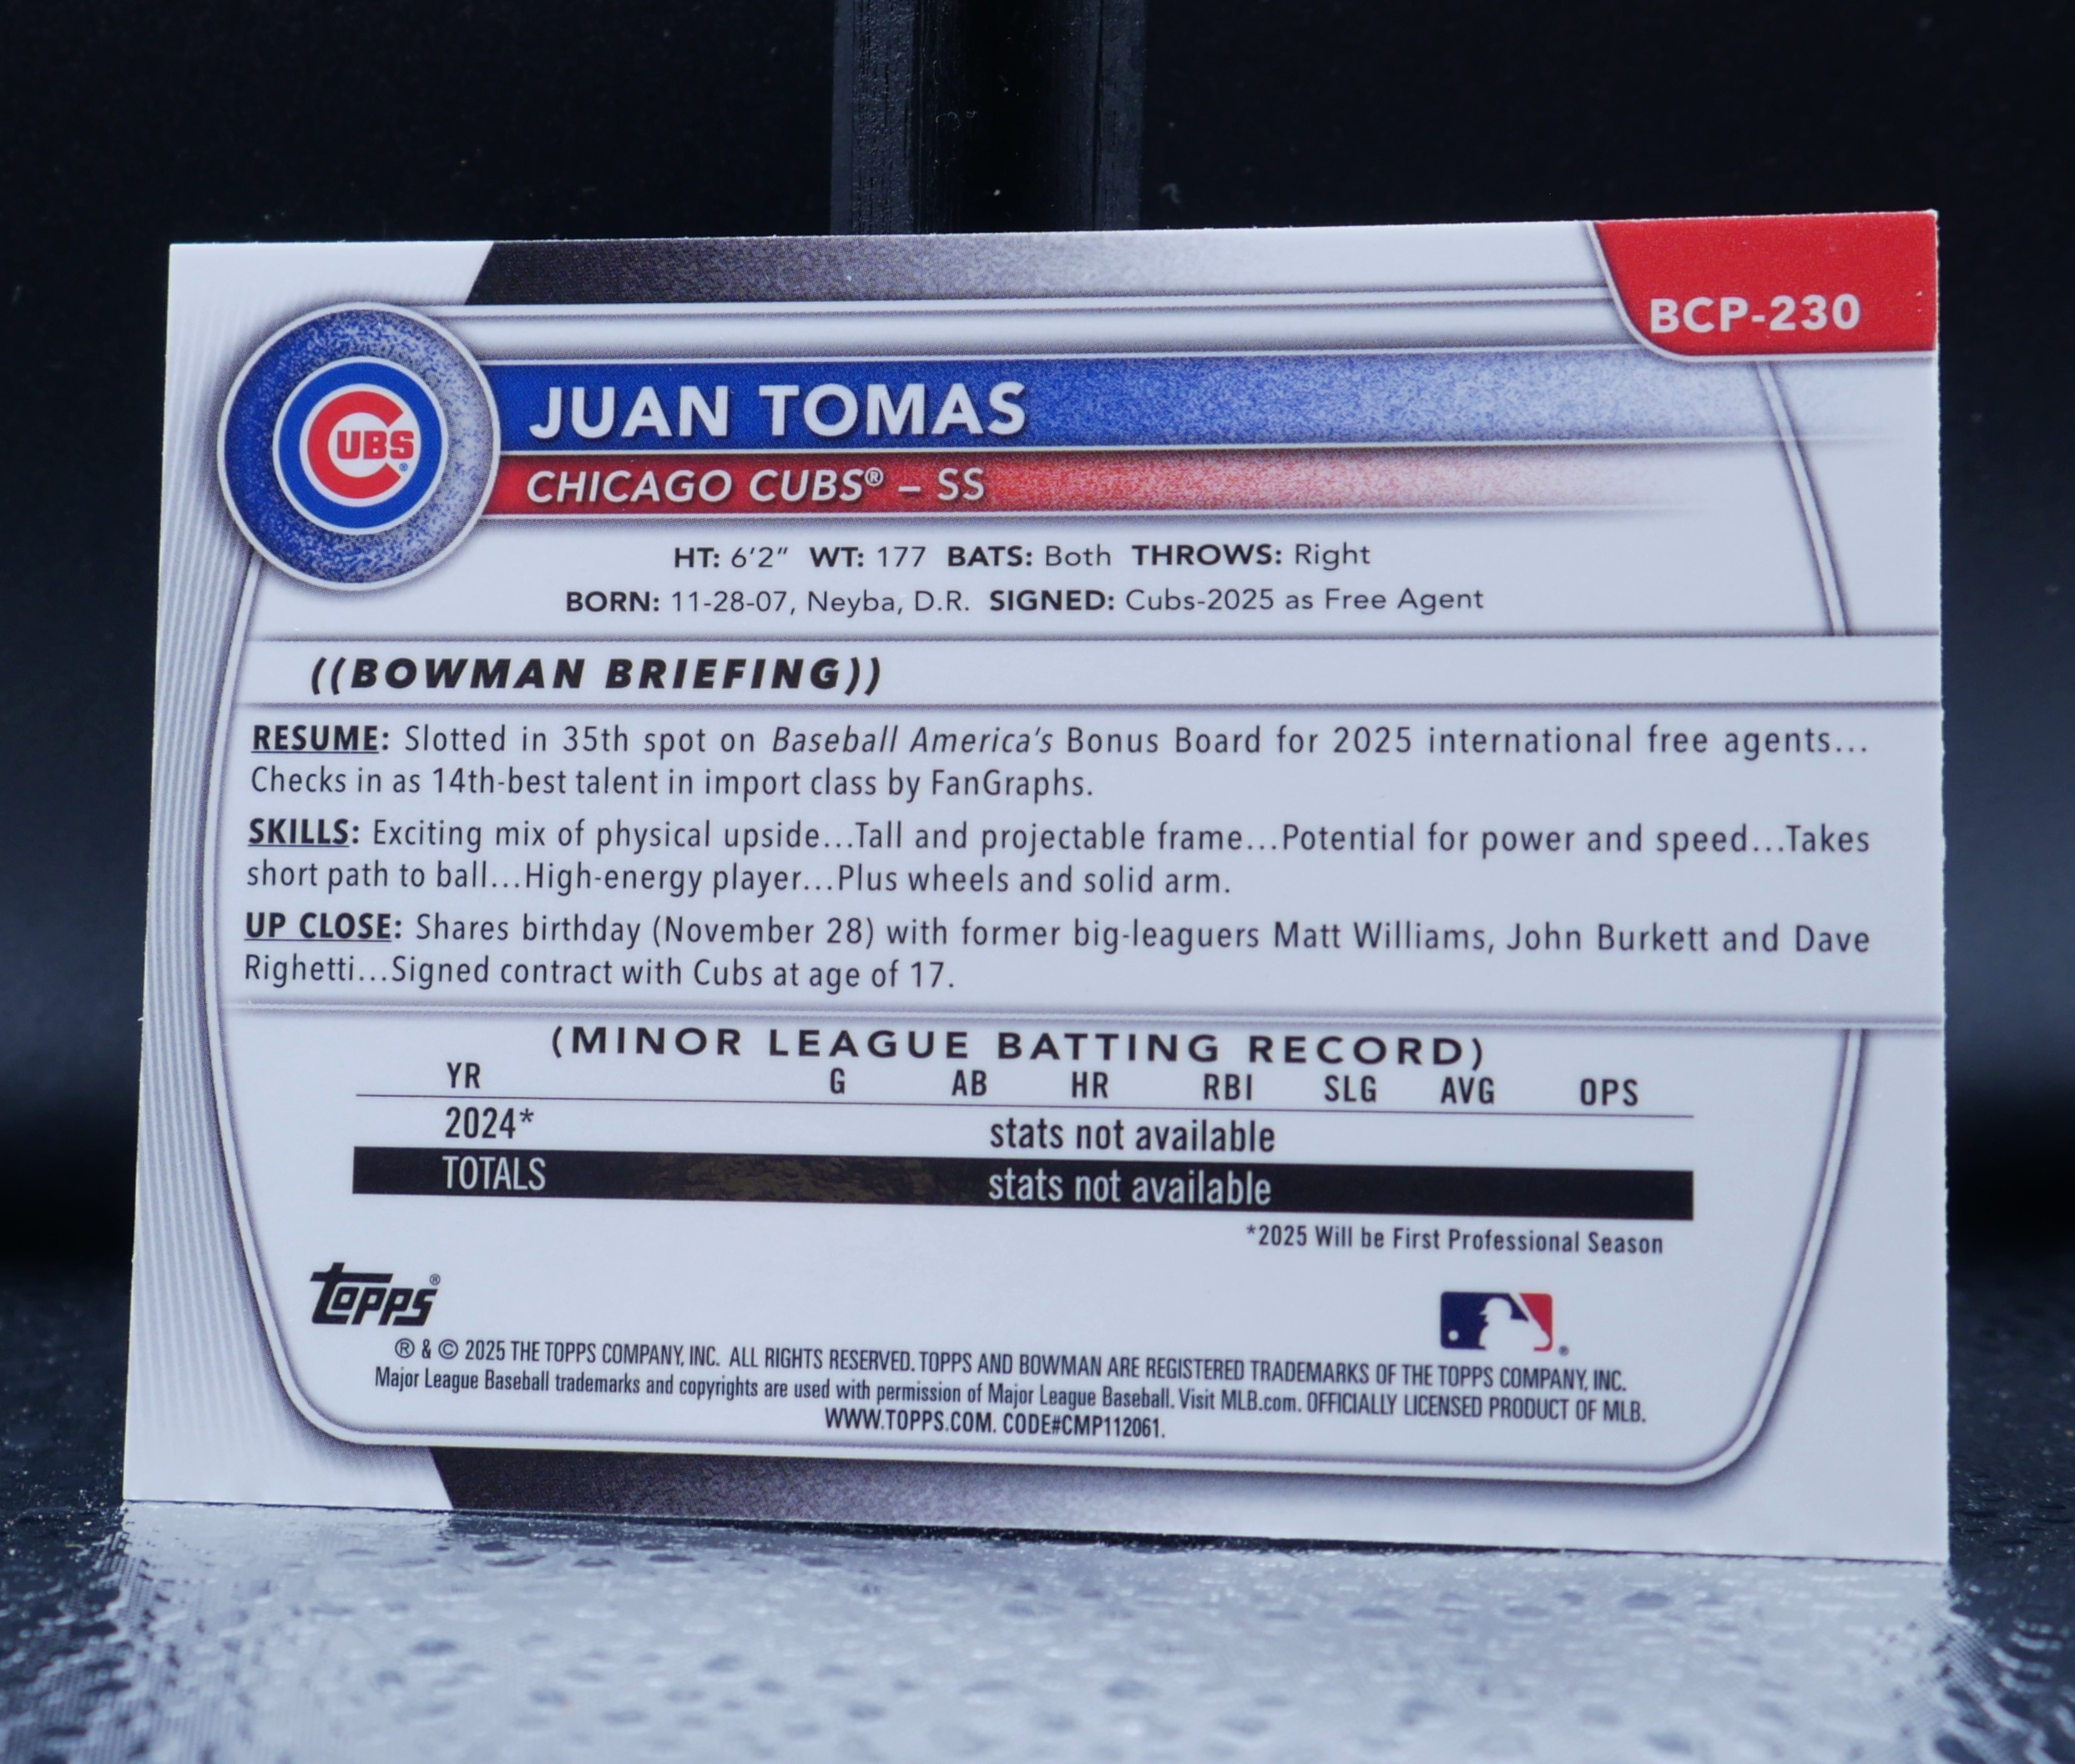 BCP-230
CUBS®
JUAN TOMAS
CHICAGO CUBS® – SS
HT: 6'2" WT: 177 BATS: Both THROWS: Right
BORN: 11-28-07, Neyba, D.R. SIGNED: Cubs-2025 as Free Agent
((BOWMAN BRIEFING))
RESUME: Slotted in 35th spot on Baseball America's Bonus Board for 2025 international free agents...
Checks in as 14th-best talent in import class by FanGraphs.
SKILLS: Exciting mix of physical upside...Tall and projectable frame...Potential for power and speed...Takes
short path to ball...High-energy player...Plus wheels and solid arm.
UP CLOSE: Shares birthday (November 28) with former big-leaguers Matt Williams, John Burkett and Dave
Righetti...Signed contract with Cubs at age of 17.
(MINOR LEAGUE BATTING RECORD)
YR G AB HR RBI SLG AVG OPS
2024* stats not available
TOTALS stats not available
*2025 Will be First Professional Season
topps®
® & © 2025 THE TOPPS COMPANY, INC. ALL RIGHTS RESERVED. TOPPS AND BOWMAN ARE REGISTERED TRADEMARKS OF THE TOPPS COMPANY, INC.
Major League Baseball trademarks and copyrights are used with permission of Major League Baseball. Visit MLB.com. OFFICIALLY LICENSED PRODUCT OF MLB.
WWW.TOPPS.COM. CODE#CMP112061.